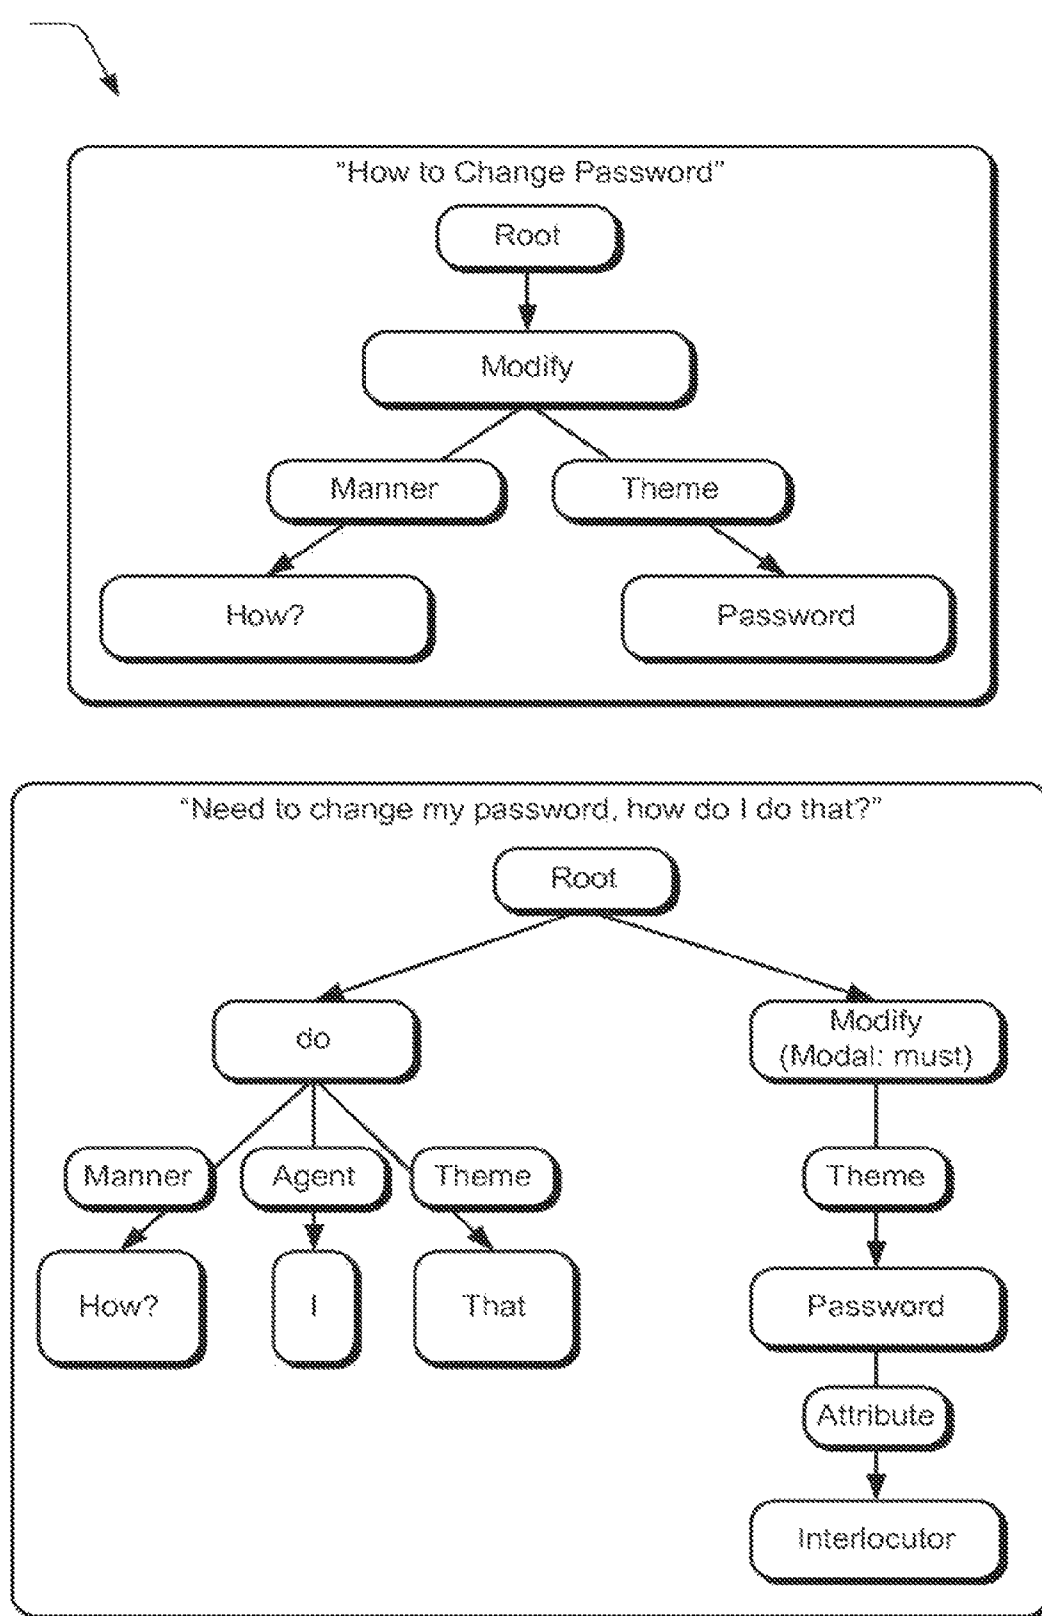 “How to Change Password”
Root
Modify
Manner
Theme
How?
Password
“Need to change my password, how do I do that?”
Root
do
Modify
(Modal: must)
Manner
Agent
Theme
Theme
How?
I
That
Password
Attribute
Interlocutor